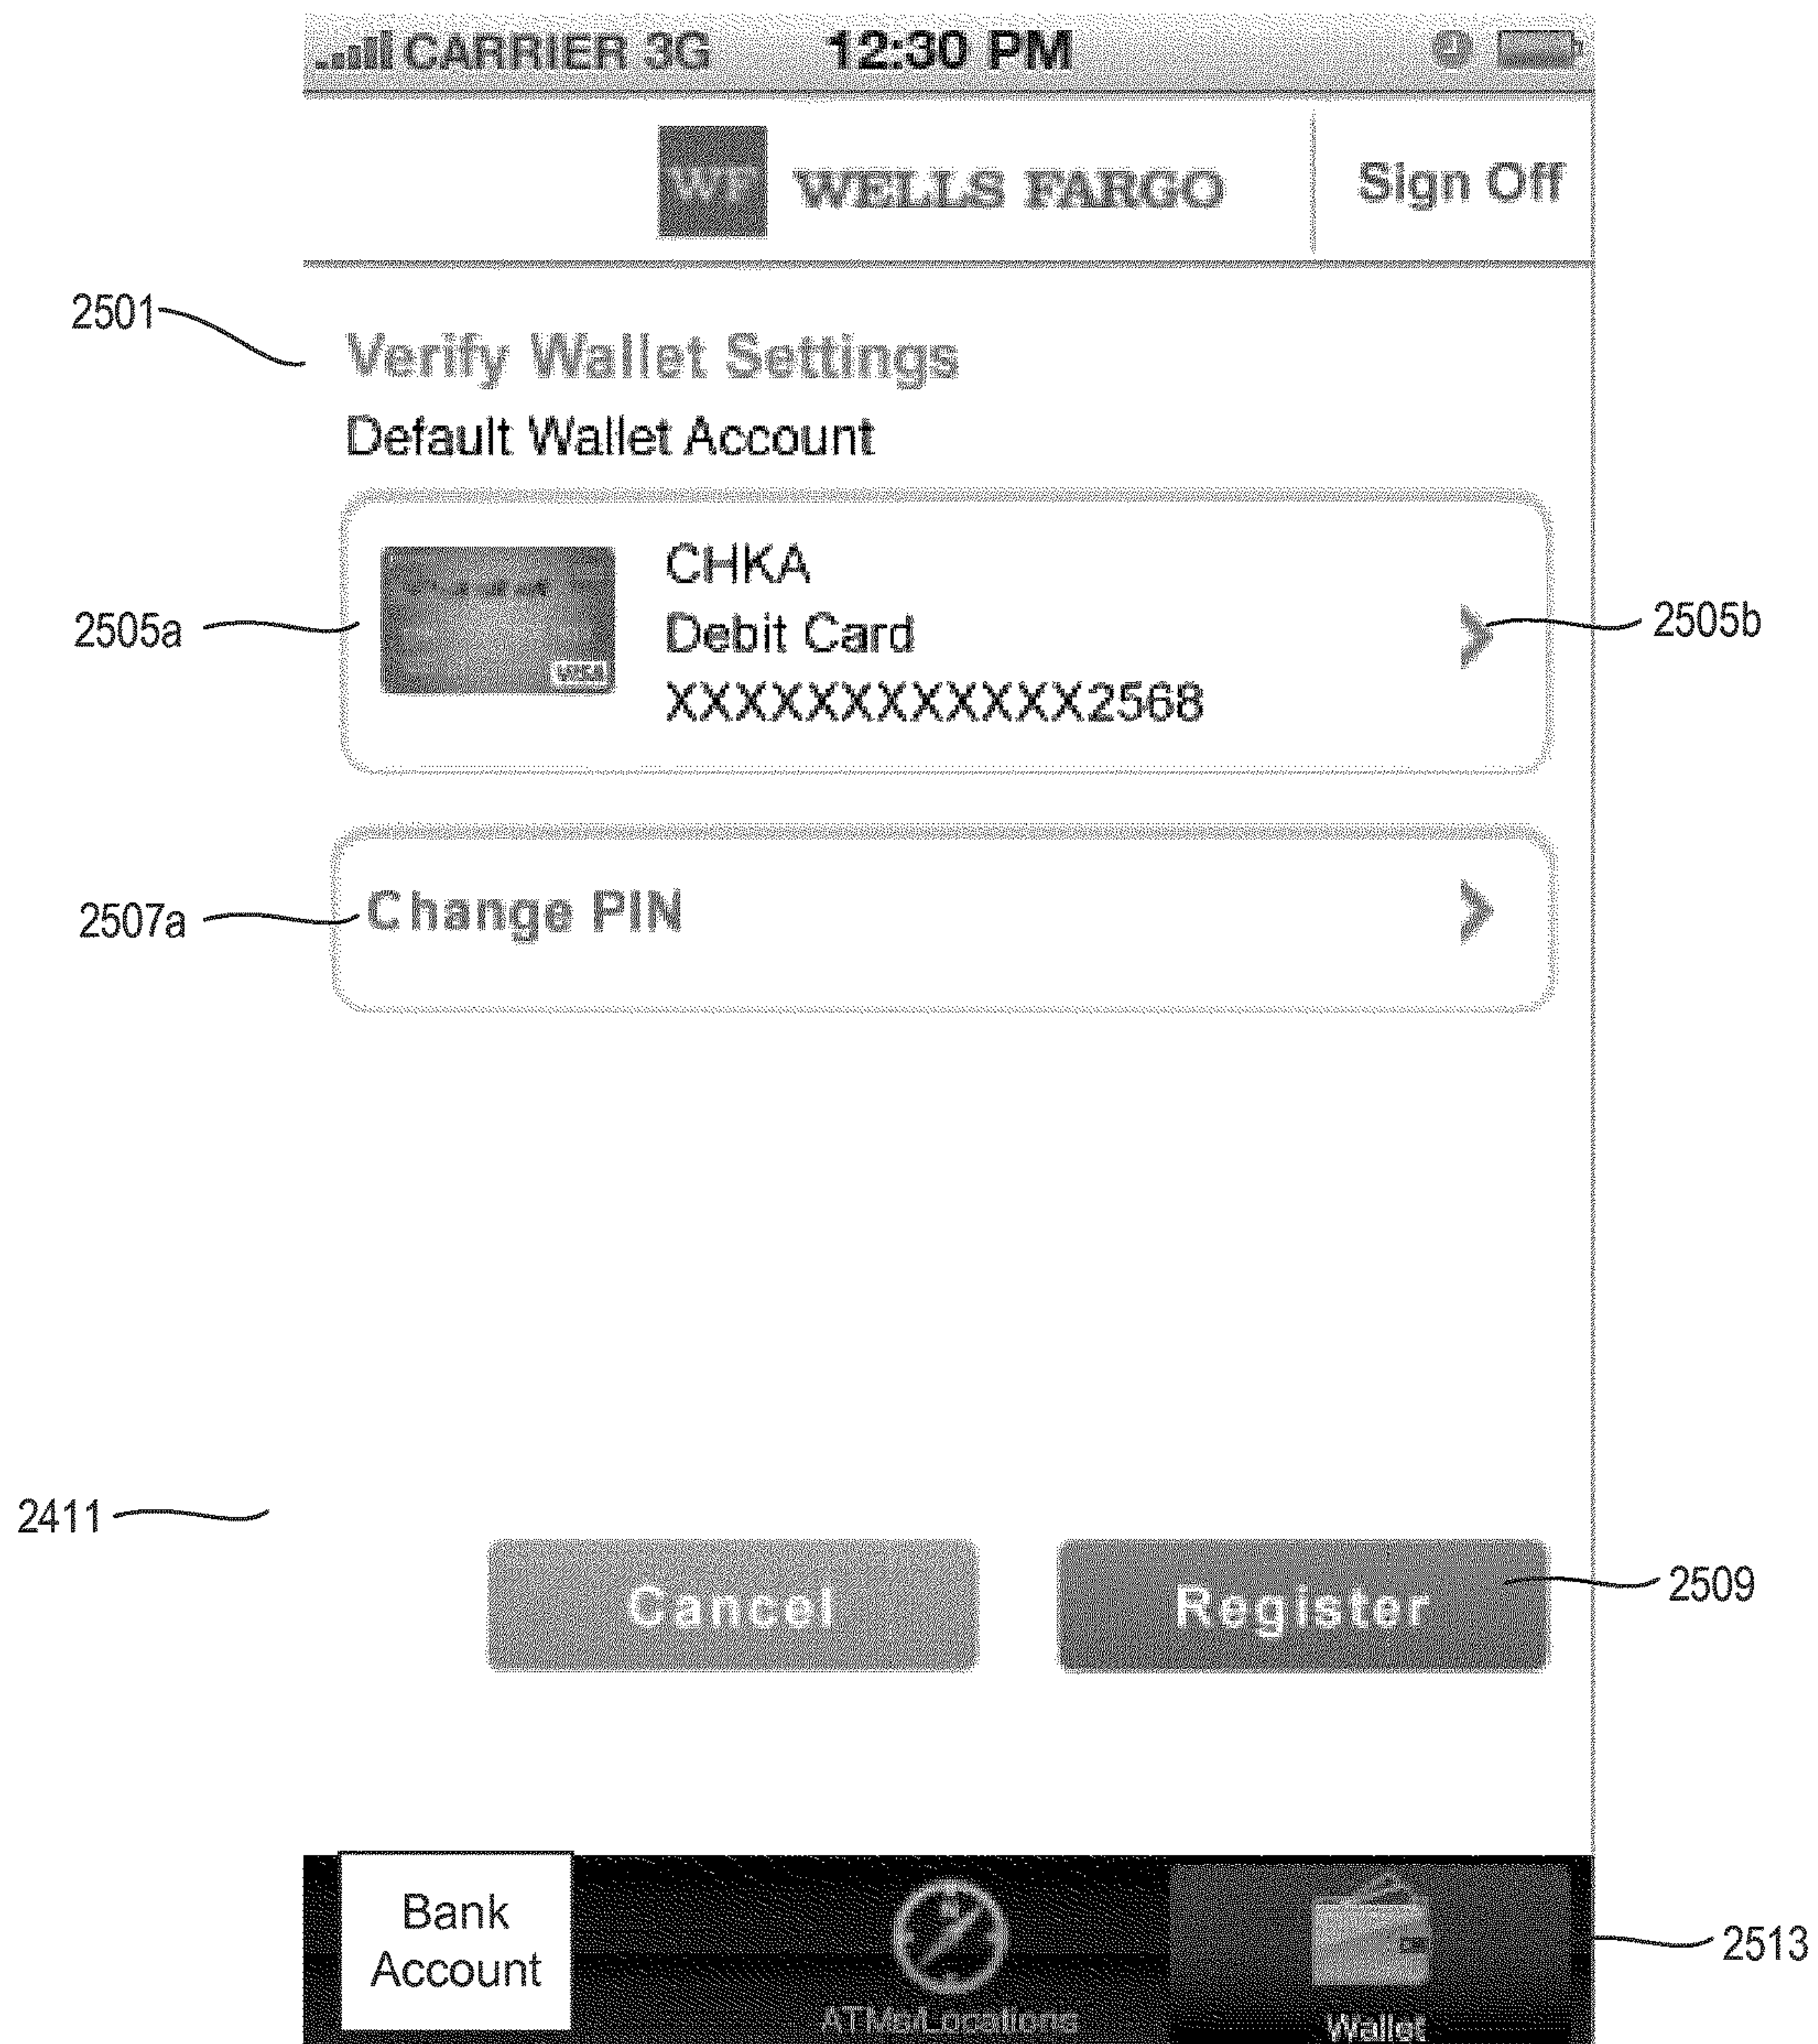 CARRIER 3G 12:30 PM
WF WELLS FARGO Sign Off
2501
Verify Wallet Settings
Default Wallet Account
CHKA
2505a Debit Card 2505b
XXXXXXXXXXXX2568
VISA
2507a Change PIN
2411
Cancel Register 2509
Bank
Account
2513
ATMs/Locations Wallet